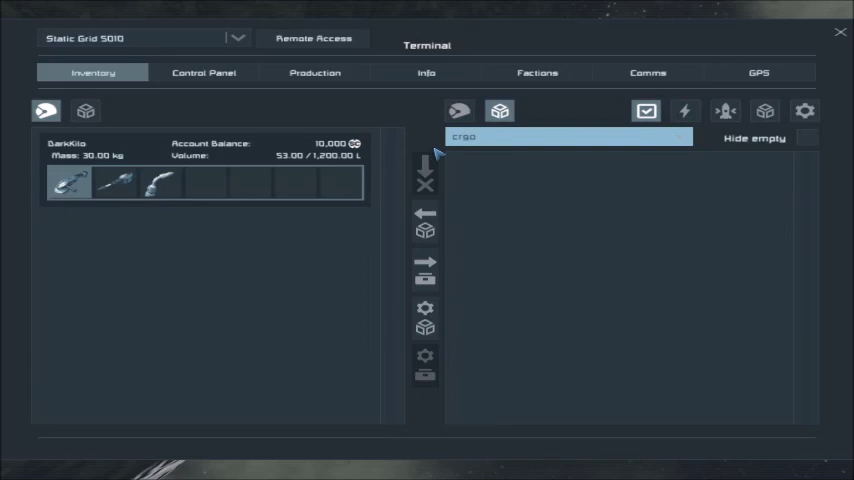 Static Grid 5010
Remote Access
Terminal
Inventory
Control Panel
Production
Info
Factions
Comms
GPS
crgo
Hide empty
DarkKilo
Account Balance: 10,000 SC
Mass: 30.00 kg
Volume: 53.00 / 1,200.00 L